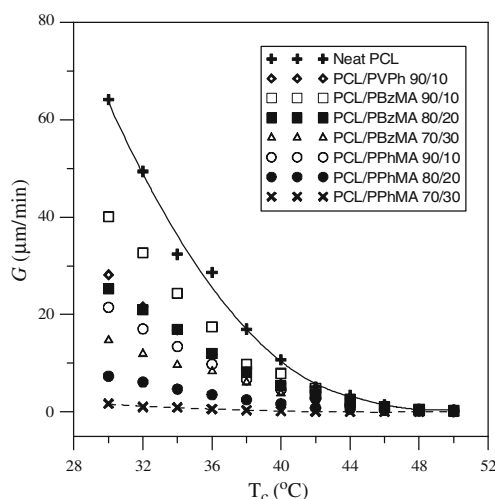 80
60
40
20
0
G (μm/min)
Neat PCL
PCL/PVPh 90/10
PCL/PBzMA 90/10
PCL/PBzMA 80/20
PCL/PBzMA 70/30
PCL/PPhMA 90/10
PCL/PPhMA 80/20
PCL/PPhMA 70/30
28 32 36 40 44 48 52
Tc (°C)